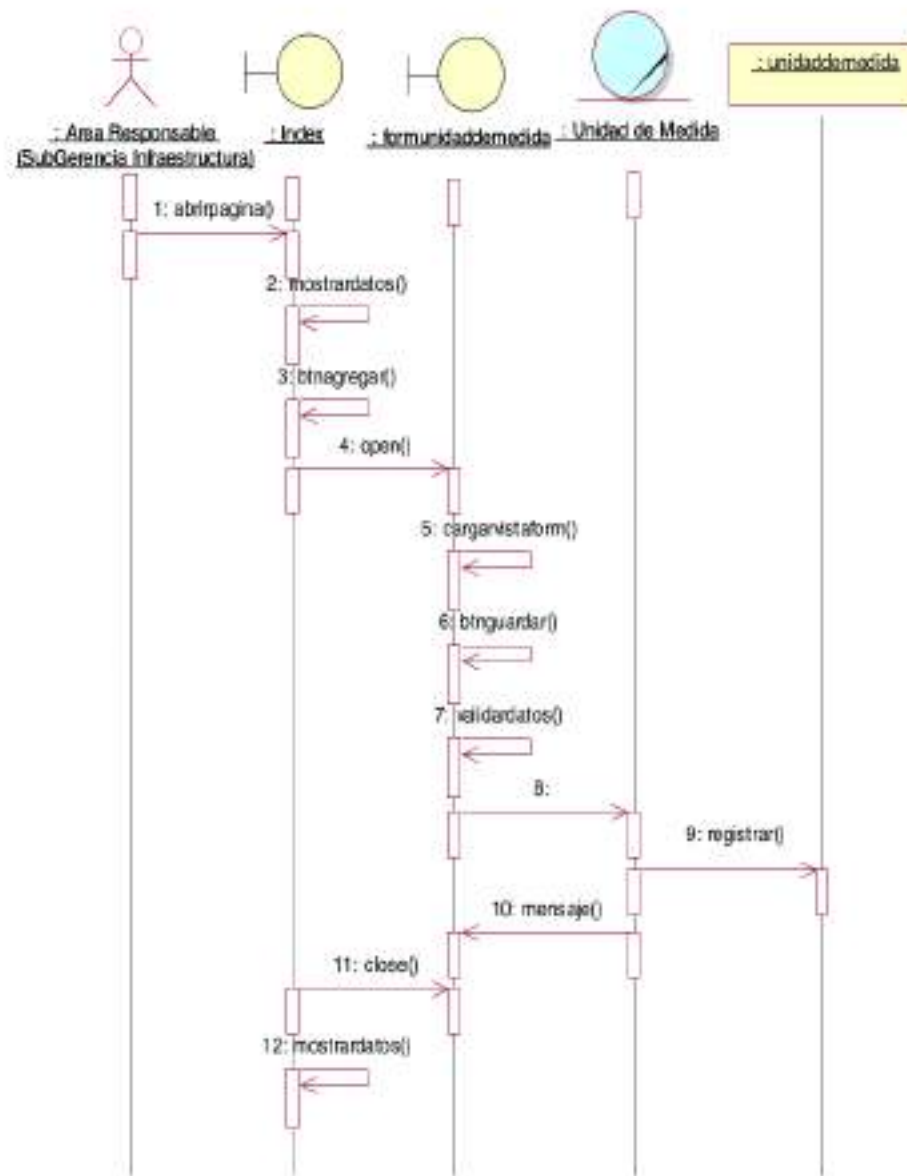 : Area Responsable
(SubGerencia Infraestructura)
: Index
: formunidaddemedida
: Unidad de Medida
: unidaddemedida
1: abrirpagina()
2: mostrardatos()
3: btnagregar()
4: open()
5: cargarvistaform()
6: btnguardar()
7: validardatos()
8:
9: registrar()
10: mensaje()
11: close()
12: mostrardatos()